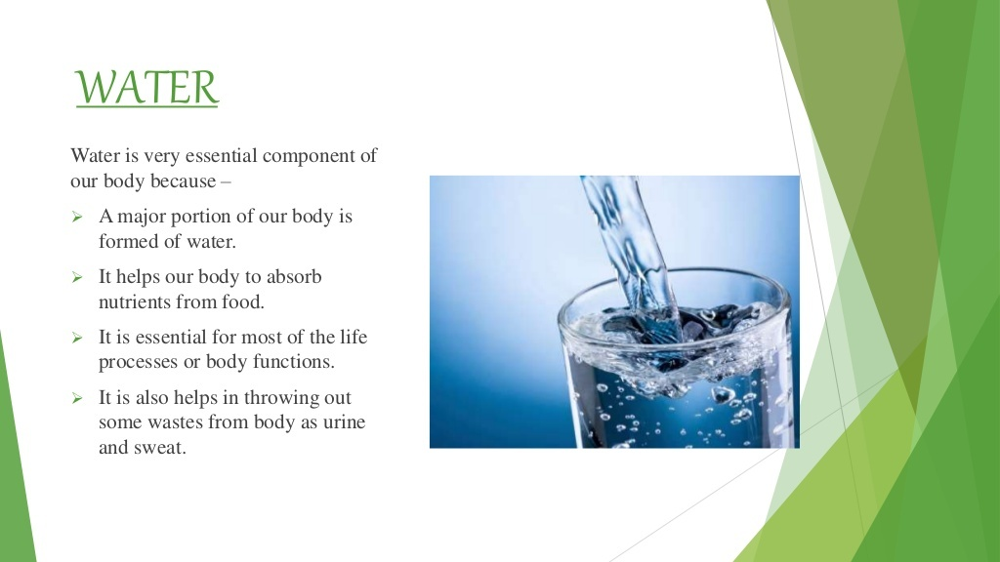 WATER
Water is very essential component of
our body because –
➢ A major portion of our body is
formed of water.
➢ It helps our body to absorb
nutrients from food.
➢ It is essential for most of the life
processes or body functions.
➢ It is also helps in throwing out
some wastes from body as urine
and sweat.